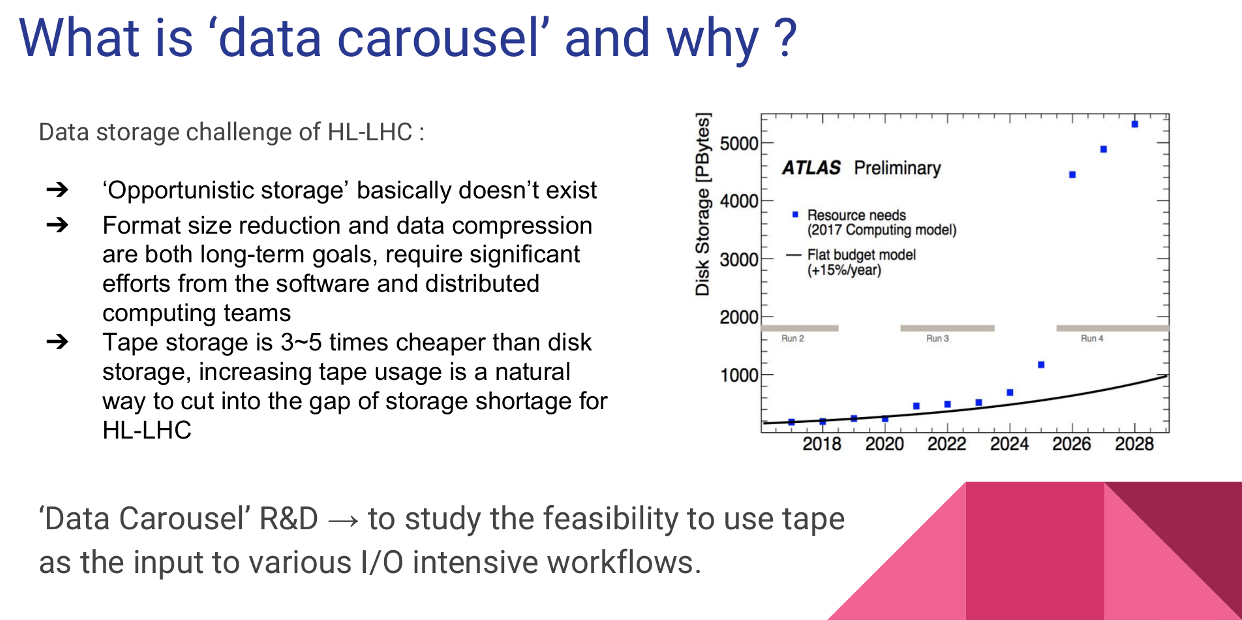 What is ‘data carousel’ and why ?
Data storage challenge of HL-LHC :
➔ ‘Opportunistic storage’ basically doesn’t exist
➔ Format size reduction and data compression
are both long-term goals, require significant
efforts from the software and distributed
computing teams
➔ Tape storage is 3~5 times cheaper than disk
storage, increasing tape usage is a natural
way to cut into the gap of storage shortage for
HL-LHC
Disk Storage [PBytes]
5000
4000
3000
2000
1000
ATLAS Preliminary
Resource needs
(2017 Computing model)
Flat budget model
(+15%/year)
Run 2 Run 3 Run 4
2018 2020 2022 2024 2026 2028
‘Data Carousel’ R&D → to study the feasibility to use tape
as the input to various I/O intensive workflows.